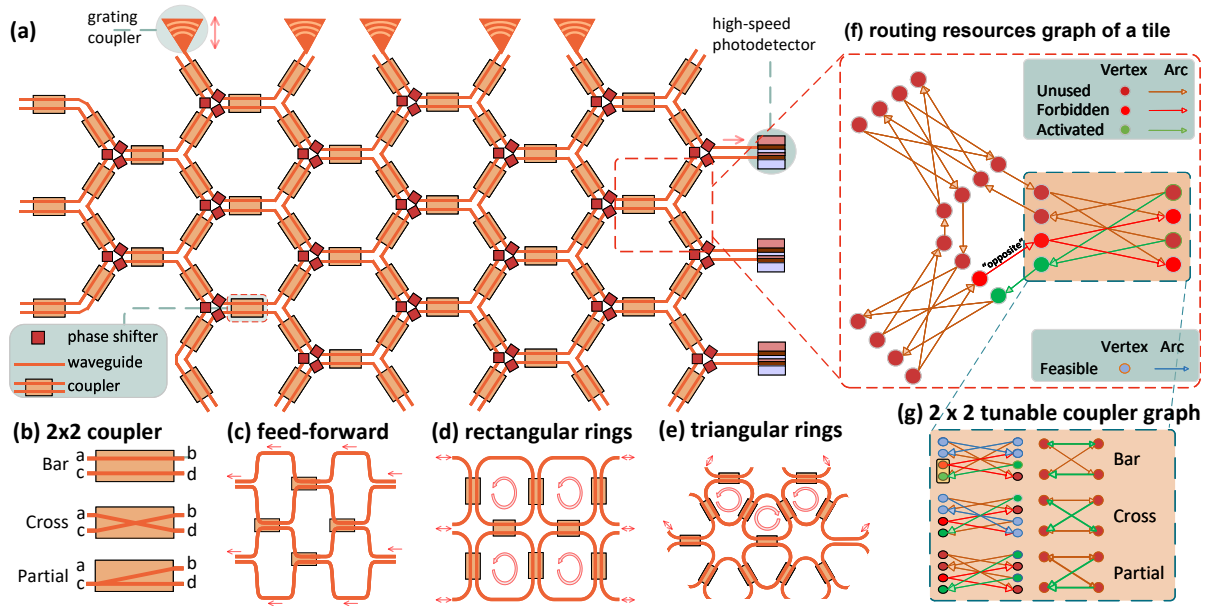 (a)
grating
coupler
high-speed
photodetector
phase shifter
waveguide
coupler
(f) routing resources graph of a tile
Vertex Arc
Unused
Forbidden
Activated
"opposite"
Vertex Arc
Feasible
(b) 2x2 coupler
Bar
a b
c d
Cross
a b
c d
Partial
a b
c d
(c) feed-forward
(d) rectangular rings
(e) triangular rings
(g) 2 x 2 tunable coupler graph
Bar
Cross
Partial